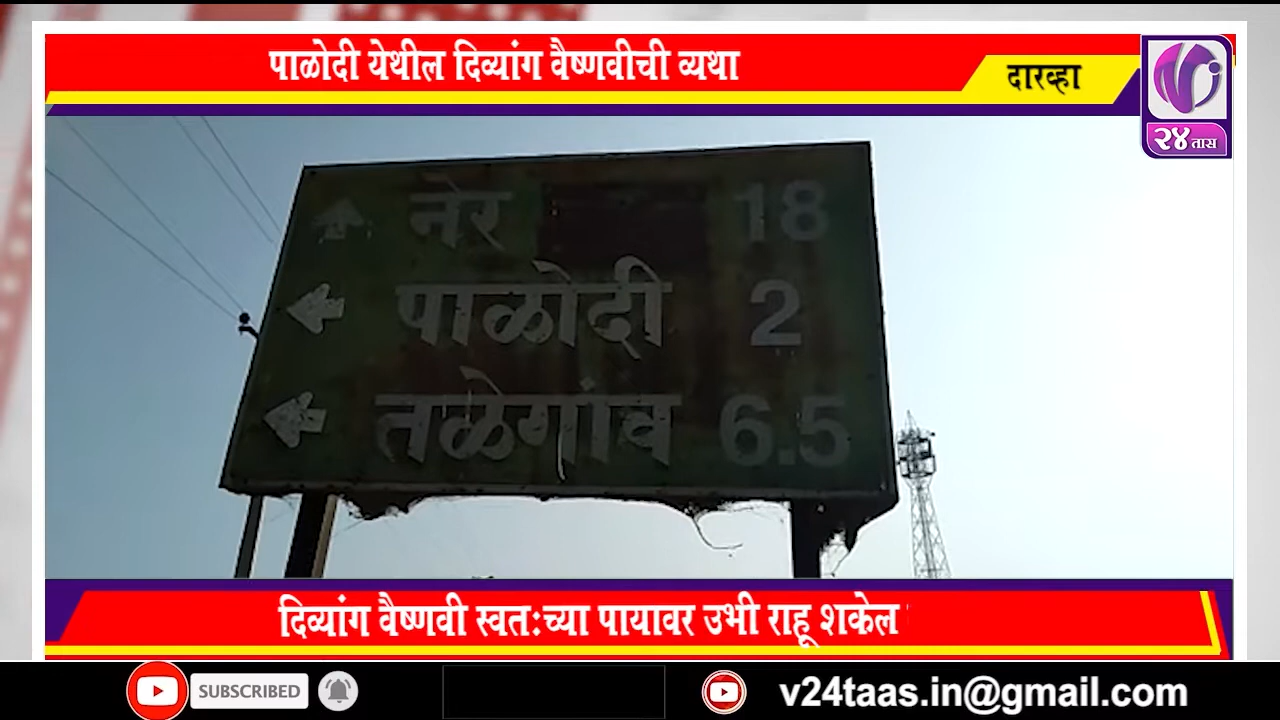 पाळोदी येथील दिव्यांग वैष्णवीची व्यथा
दारव्हा
२४ तास
नेर 18
पाळोदी 2
तळेगांव 6.5
दिव्यांग वैष्णवी स्वतःच्या पायावर उभी राहू शकेल
SUBSCRIBED
v24taas.in@gmail.com